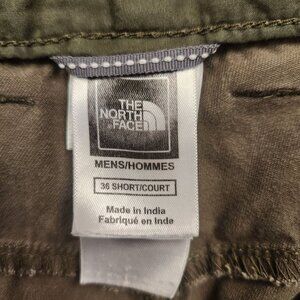 THE
NORTH
FACE
MENS/HOMMES
36 SHORT/COURT
Made in India
Fabriqué en Inde